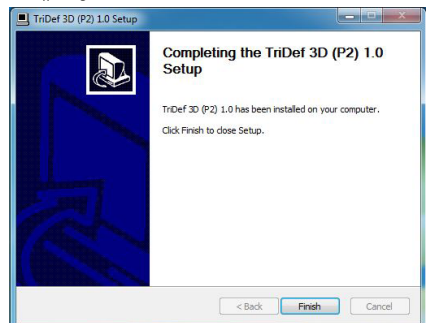 TriDef 3D (P2) 1.0 Setup
Completing the TriDef 3D (P2) 1.0
Setup
TriDef 3D (P2) 1.0 has been installed on your computer.
Click Finish to close Setup.
< Back Finish Cancel